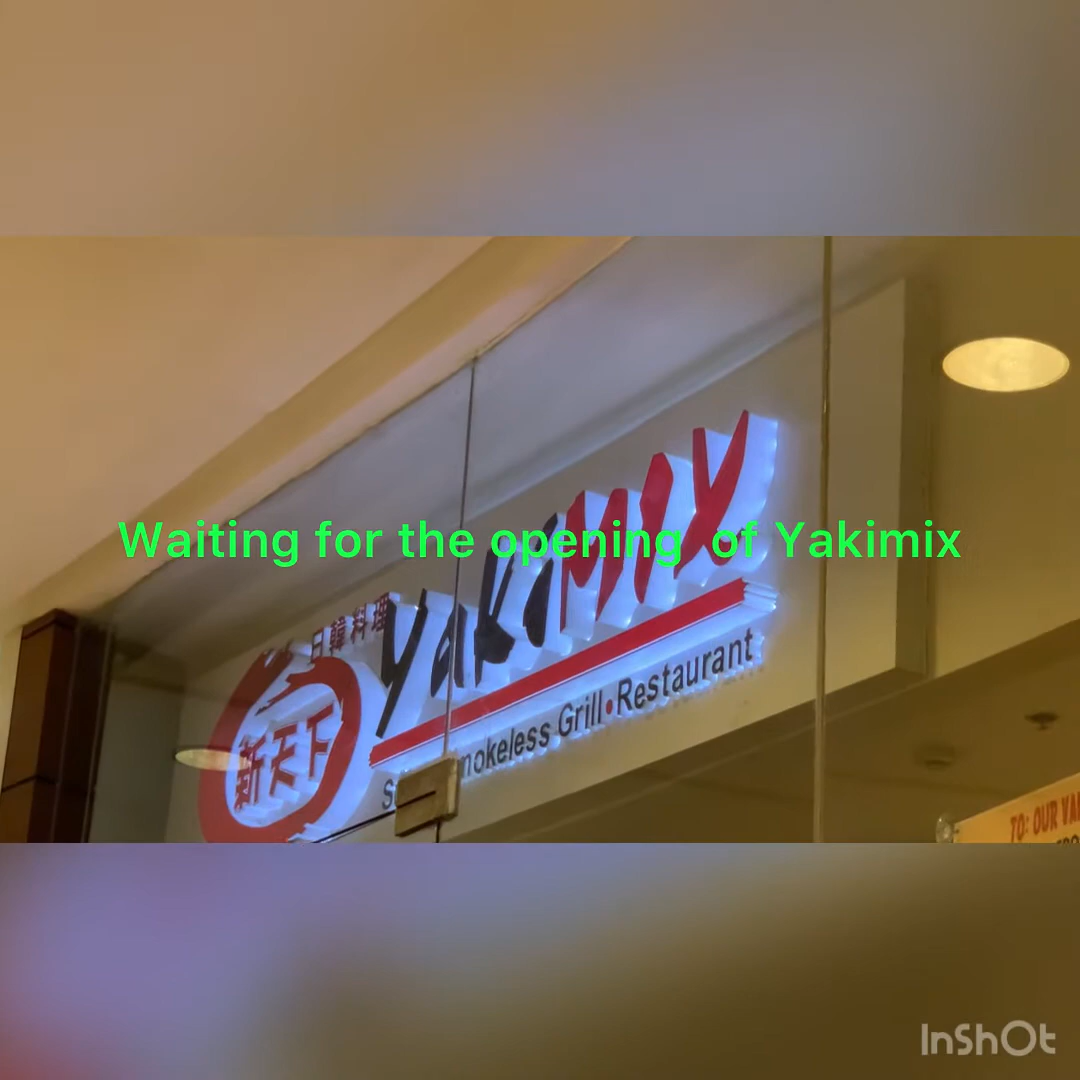 Waiting for the opening of Yakimix
日韓料理
yakiMIX
新天下
Smokeless Grill•Restaurant
TO: OUR
InShOt